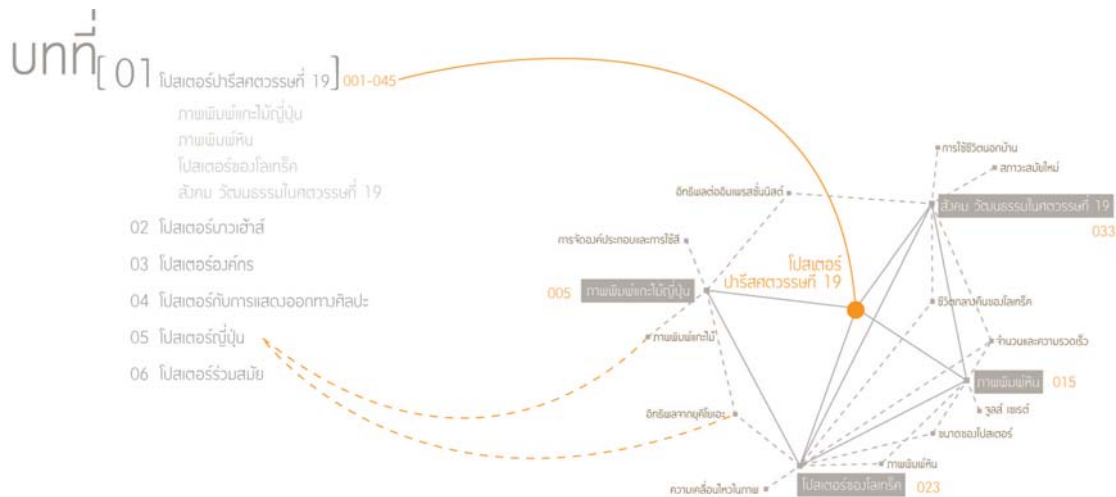 บทที่
[01 โปสเตอร์ปารีสศตวรรษที่ 19] 001-045
ภาพพิมพ์แกะไม้ญี่ปุ่น
ภาพพิมพ์หิน
โปสเตอร์ของโลเทร็ค
สังคม วัฒนธรรมในศตวรรษที่ 19
02 โปสเตอร์บาวเฮ้าส์
03 โปสเตอร์องค์กร
04 โปสเตอร์กับการแสดงออกทางศิลปะ
05 โปสเตอร์ญี่ปุ่น
06 โปสเตอร์ร่วมสมัย
การใช้ชีวิตนอกบ้าน
สภาวะสมัยใหม่
อิทธิพลต่ออิมเพรสชั่นนิสต์
สังคม วัฒนธรรมในศตวรรษที่ 19
033
การจัดองค์ประกอบและการใช้สี
โปสเตอร์
ปารีสศตวรรษที่ 19
005 ภาพพิมพ์แกะไม้ญี่ปุ่น
ชีวิตกลางคืนของโลเทร็ค
ภาพพิมพ์แกะไม้
จำนวนและความรวดเร็ว
ภาพพิมพ์หิน 015
จูลส์ เชเรต์
อิทธิพลจากยุคิโยเอะ
ขนาดของโปสเตอร์
ภาพพิมพ์หิน
โปสเตอร์ของโลเทร็ค 023
ความเคลื่อนไหวในภาพ